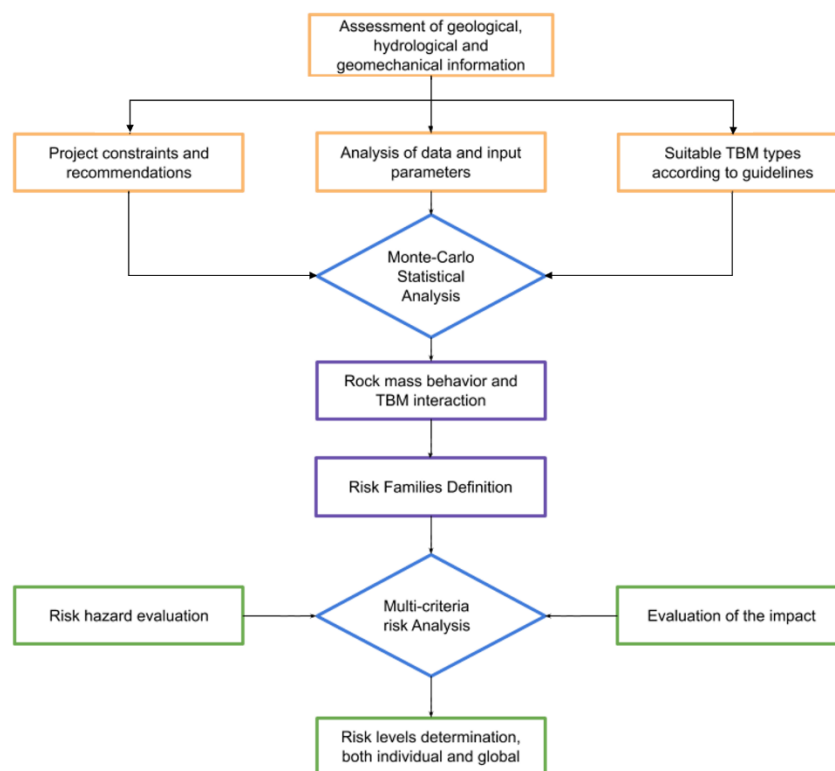 Assessment of geological,
hydrological and
geomechanical information
Project constraints and
recommendations
Analysis of data and input
parameters
Suitable TBM types
according to guidelines
Monte-Carlo
Statistical
Analysis
Rock mass behavior and
TBM interaction
Risk Families Definition
Risk hazard evaluation
Multi-criteria
risk Analysis
Evaluation of the impact
Risk levels determination,
both individual and global